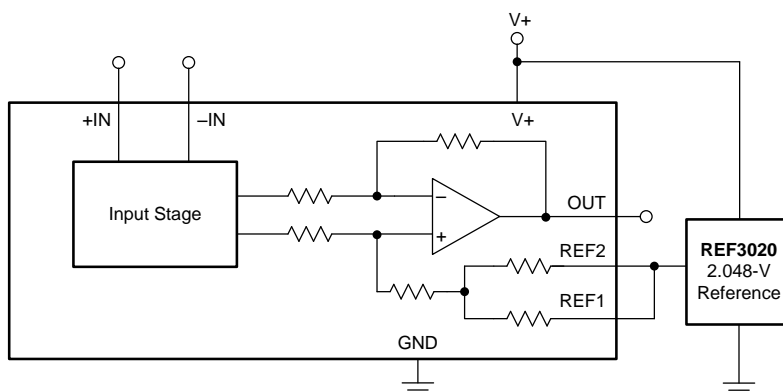 V+
+IN
–IN
V+
Input Stage
–
+
OUT
REF2
REF1
GND
REF3020
2.048-V
Reference